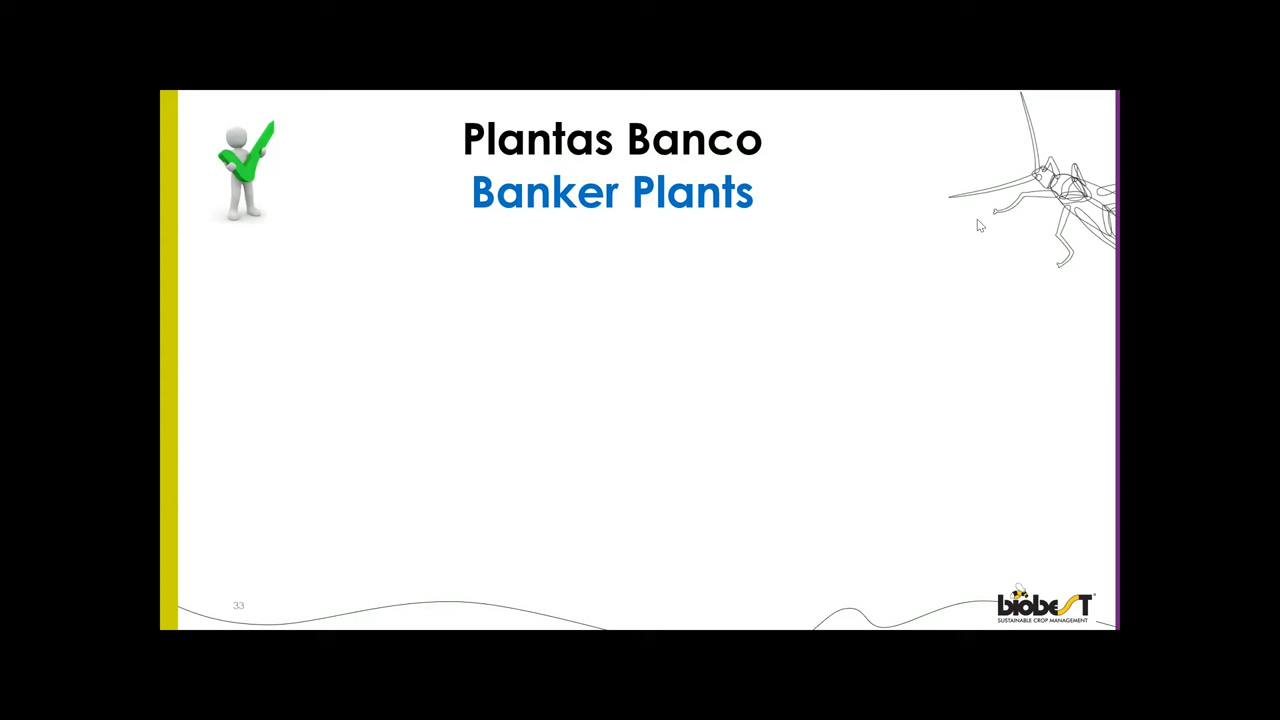 Plantas Banco
Banker Plants
33
biobeST®
SUSTAINABLE CROP MANAGEMENT